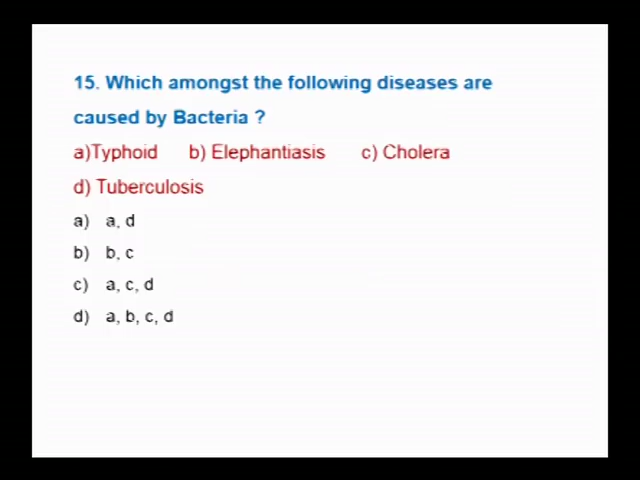 15. Which amongst the following diseases are
caused by Bacteria ?
a)Typhoid b) Elephantiasis c) Cholera
d) Tuberculosis
a) a, d
b) b, c
c) a, c, d
d) a, b, c, d